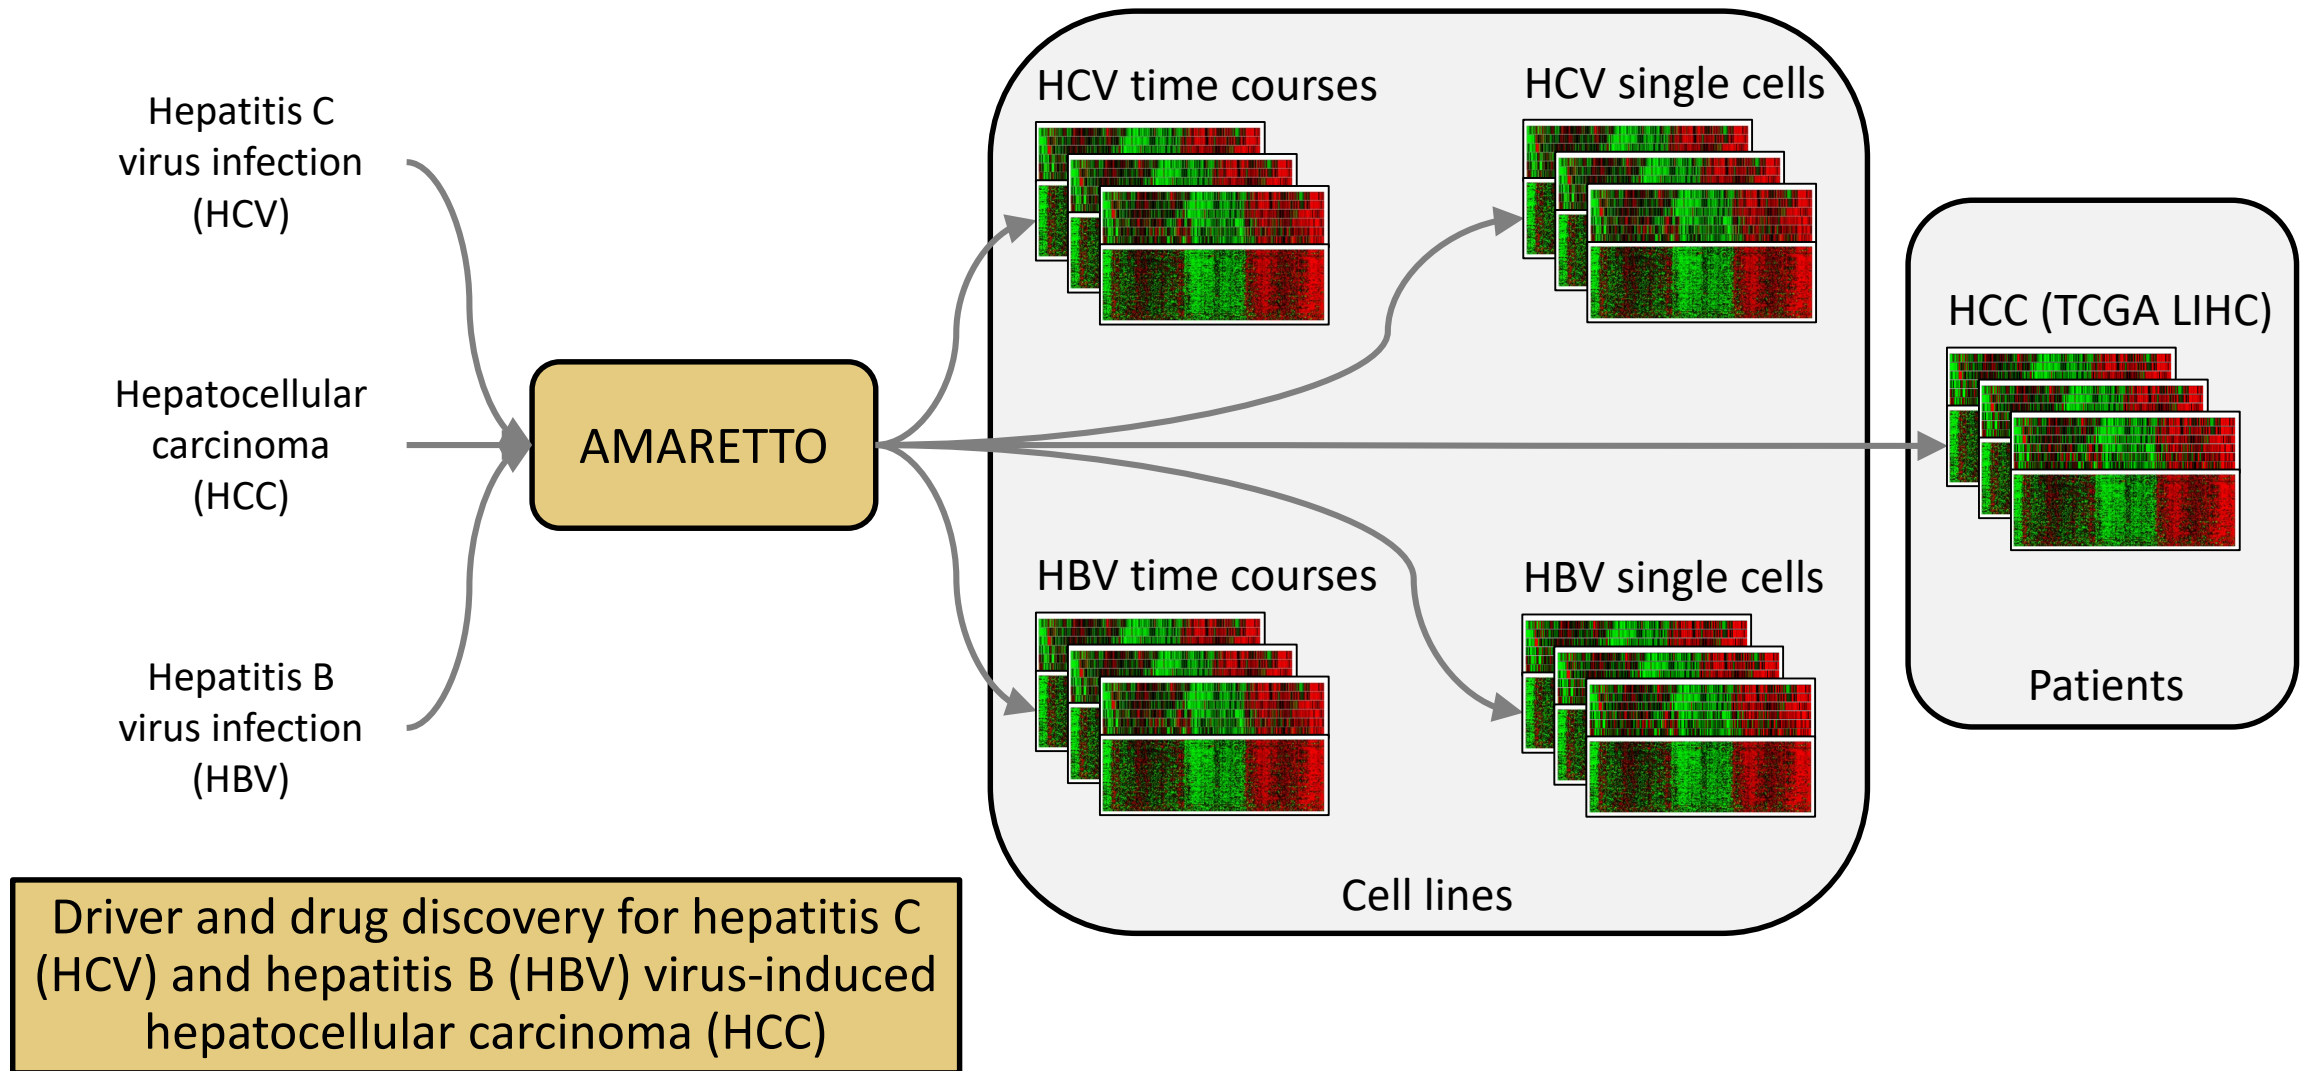 Hepatitis C
virus infection
(HCV)
Hepatocellular
carcinoma
(HCC)
Hepatitis B
virus infection
(HBV)
AMARETTO
HCV time courses
HCV single cells
HBV time courses
HBV single cells
Cell lines
HCC (TCGA LIHC)
Patients
Driver and drug discovery for hepatitis C
(HCV) and hepatitis B (HBV) virus-induced
hepatocellular carcinoma (HCC)